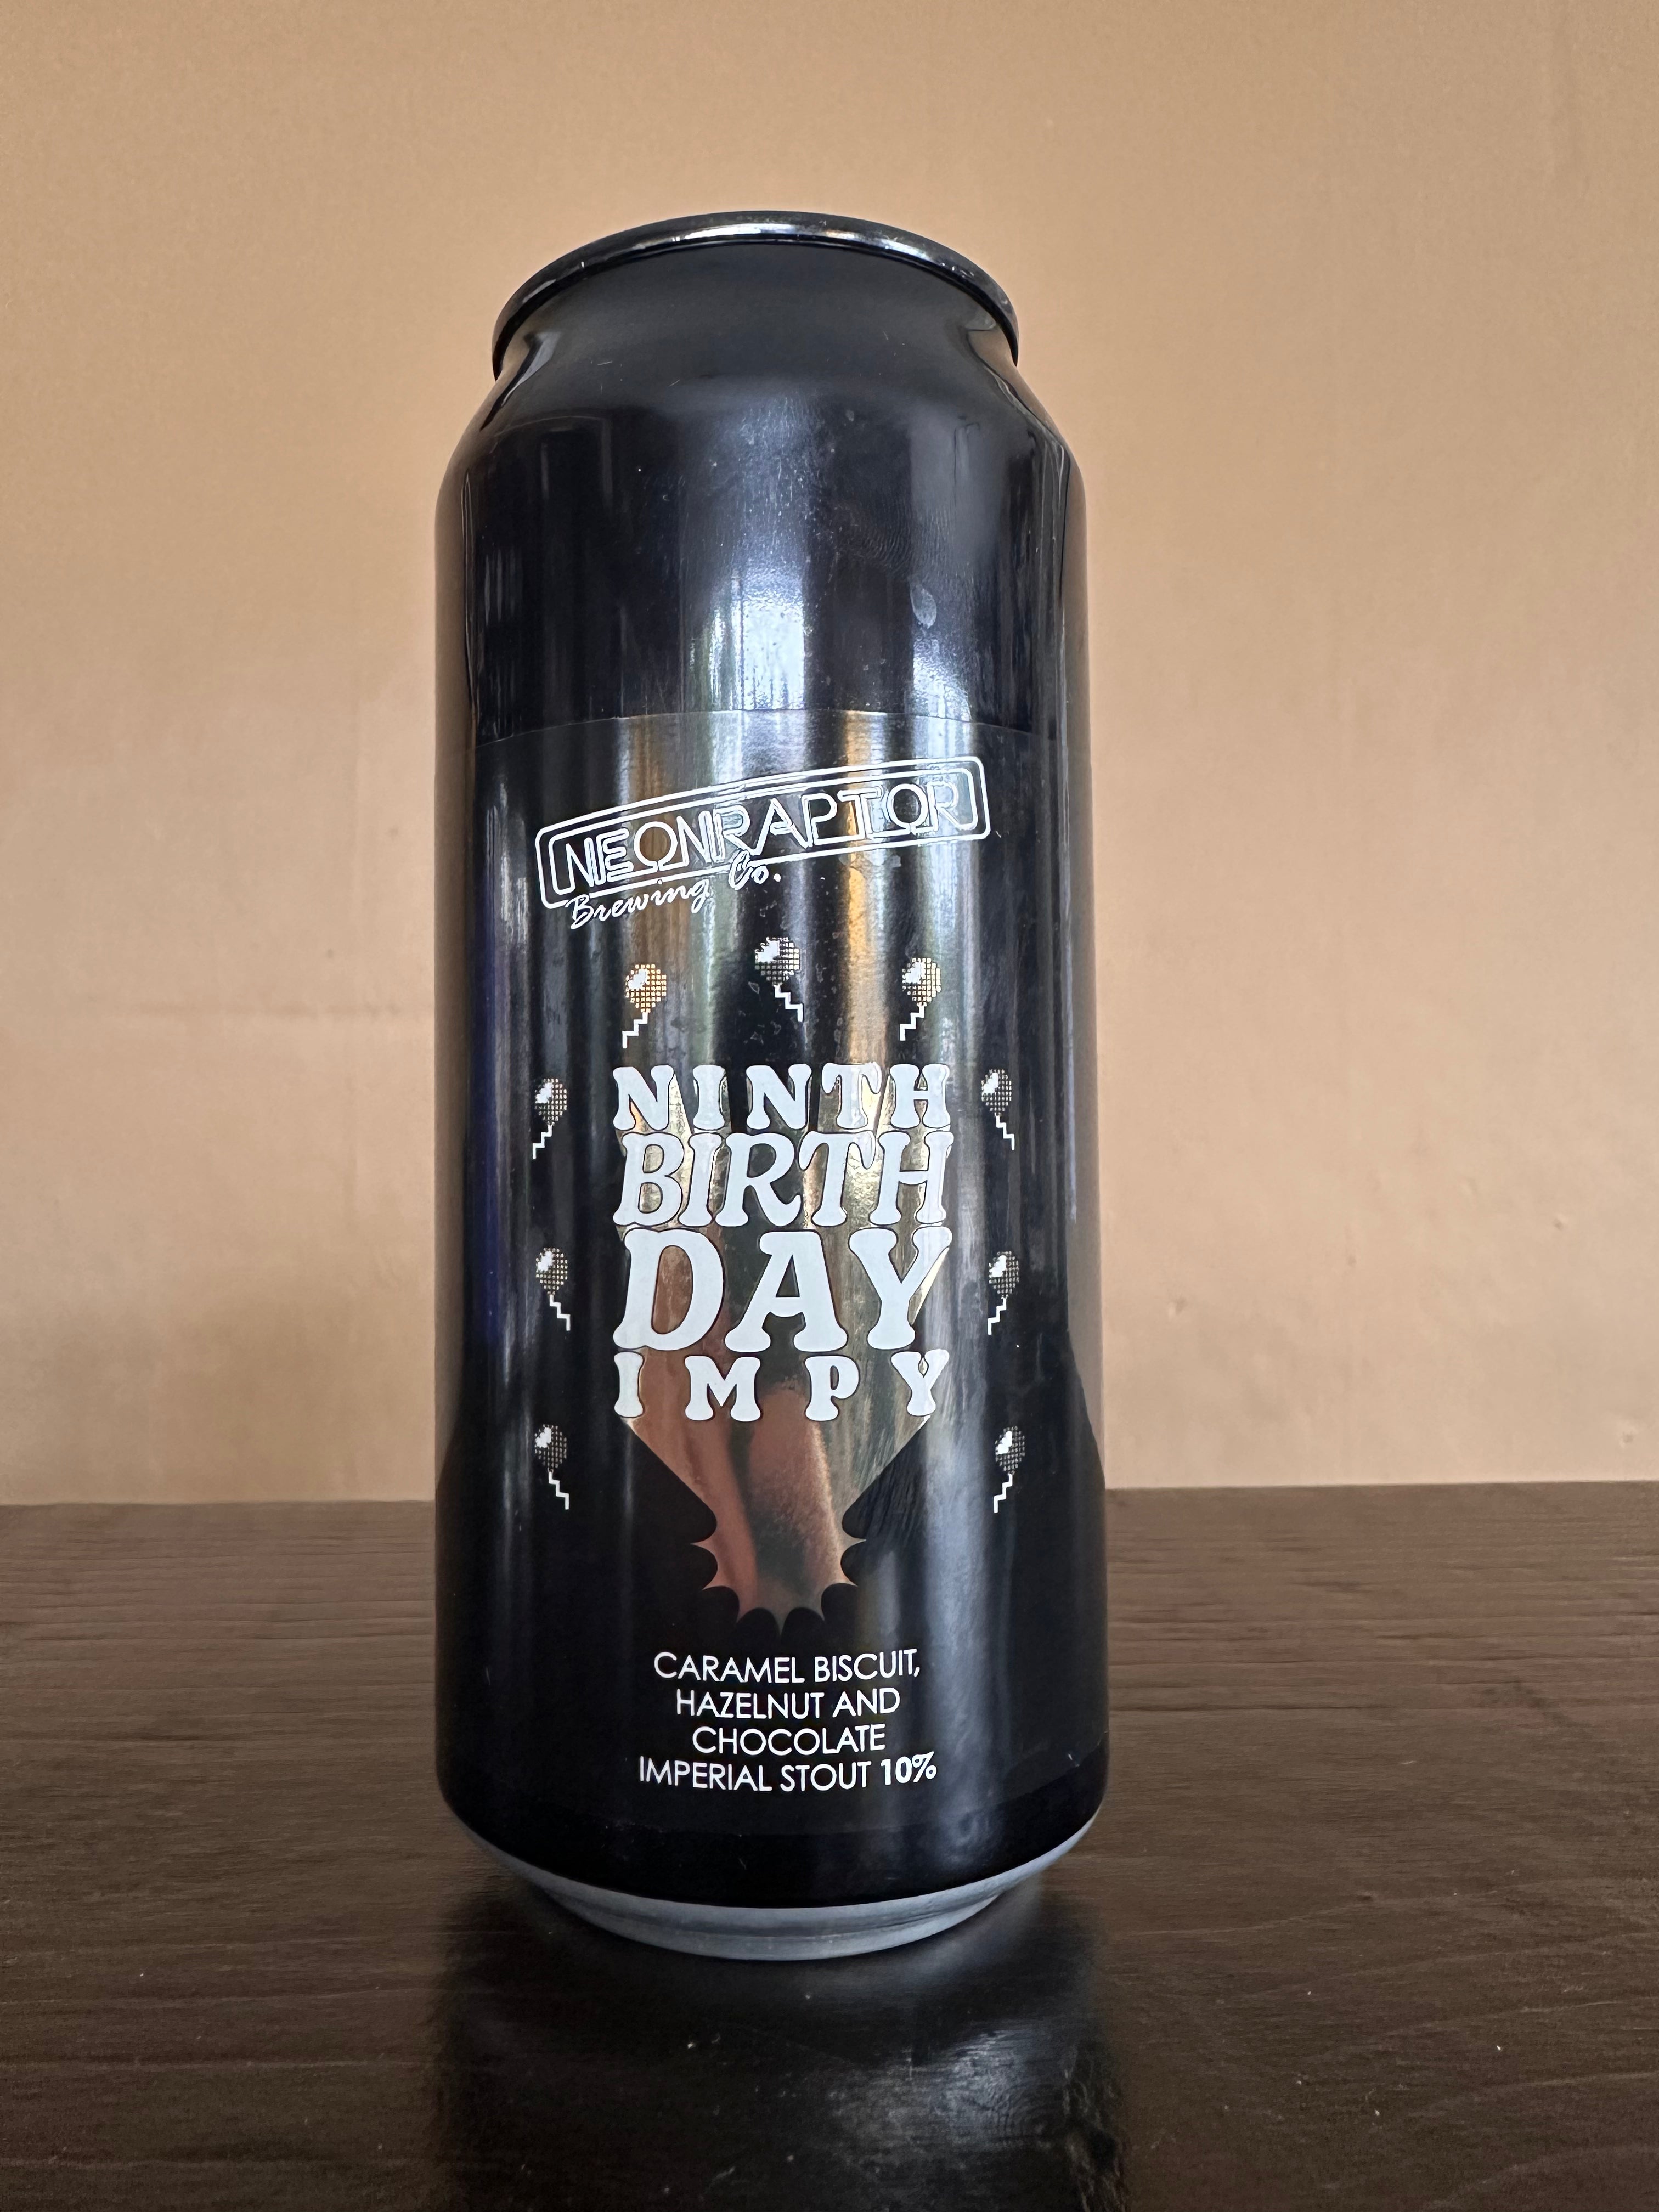 NEONRAPTOR
Brewing Co.
NINTH
BIRTH
DAY
IMPY
CARAMEL BISCUIT,
HAZELNUT AND
CHOCOLATE
IMPERIAL STOUT 10%